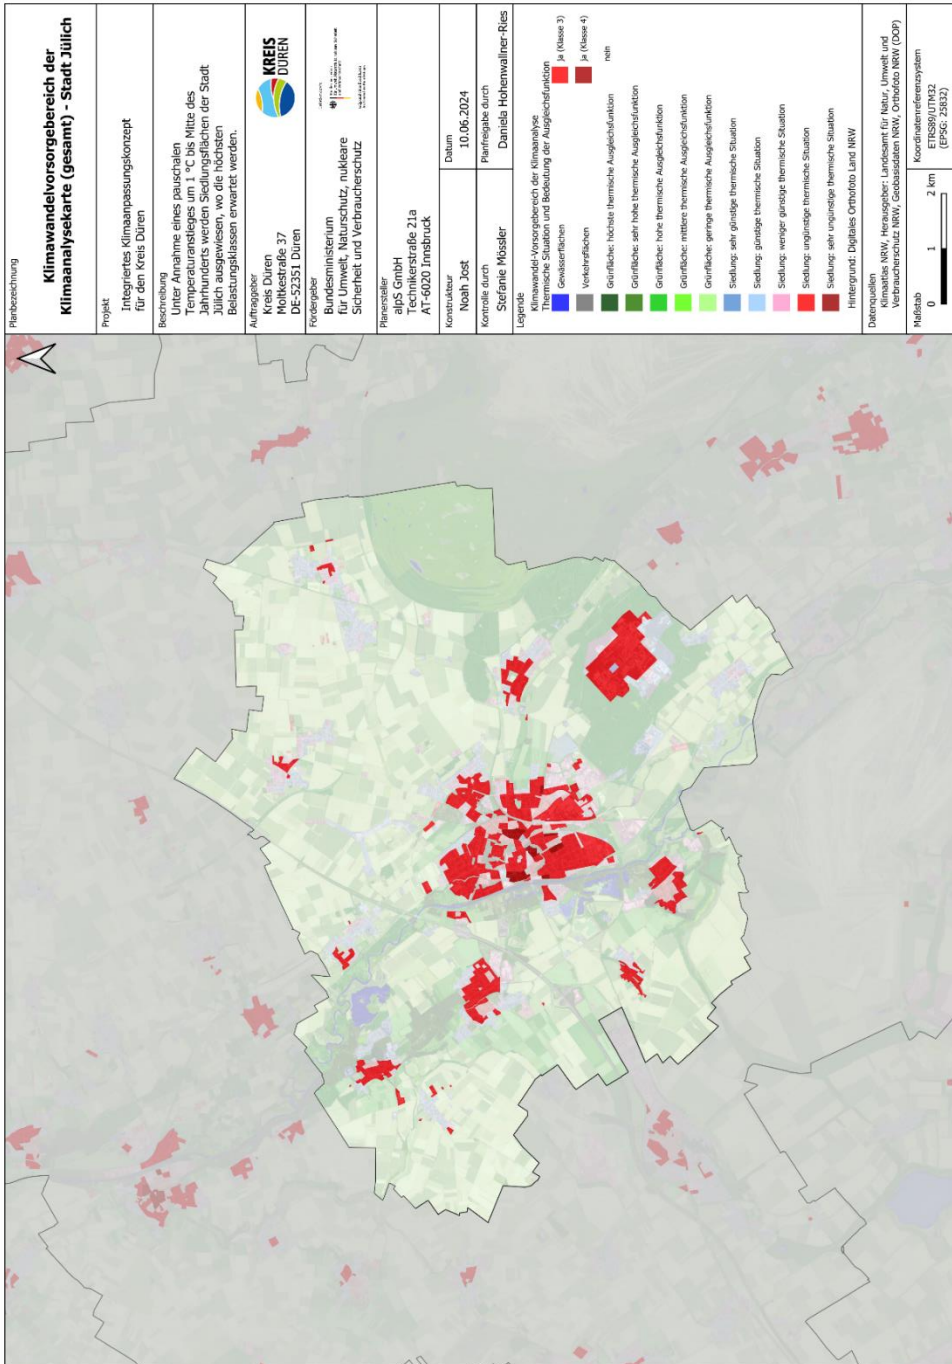 Planbezeichnung
Klimawandelvorsorgebereich der
Klimaanalysekarte (gesamt) - Stadt Jülich
Projekt
Integriertes Klimaanpassungskonzept
für den Kreis Düren
Beschreibung
Unter Annahme eines pauschalen
Temperaturanstieges um 1 °C bis Mitte des
Jahrhunderts werden Siedlungsflächen der Stadt
Jülich ausgewiesen, wo die höchsten
Belastungsklassen erwartet werden.
Auftraggeber
Kreis Düren
Moltkestraße 37
DE-52351 Düren
KREIS
DÜREN
Fördergeber
Bundesministerium
für Umwelt, Naturschutz, nukleare
Sicherheit und Verbraucherschutz
Planersteller
alpS GmbH
Technikerstraße 21a
AT-6020 Innsbruck
Konstrukteur
Noah Jost
Datum
10.06.2024
Kontrolle durch
Stefanie Mössler
Planfreigabe durch
Daniela Hohenwallner-Ries
Legende
Klimawandel-Vorsorgebereich der Klimaanalyse
Thermische Situation und Bedeutung der Ausgleichsfunktion
Gewässerflächen
Verkehrsflächen
Grünfläche: höchste thermische Ausgleichsfunktion
Grünfläche: sehr hohe thermische Ausgleichsfunktion
Grünfläche: hohe thermische Ausgleichsfunktion
Grünfläche: mittlere thermische Ausgleichsfunktion
Grünfläche: geringe thermische Ausgleichsfunktion
Siedlung: sehr günstige thermische Situation
Siedlung: günstige thermische Situation
Siedlung: weniger günstige thermische Situation
Siedlung: ungünstige thermische Situation
Siedlung: sehr ungünstige thermische Situation
ja (Klasse 3)
ja (Klasse 4)
nein
Hintergrund: Digitales Orthofoto Land NRW
Datenquellen
Klimaatlas NRW, Herausgeber: Landesamt für Natur, Umwelt und
Verbraucherschutz NRW, Geobasisdaten NRW, Orthofoto NRW (DOP)
Maßstab
0 1 2 km
Koordinatenreferenzsystem
ETRS89/UTM32
(EPSG: 25832)